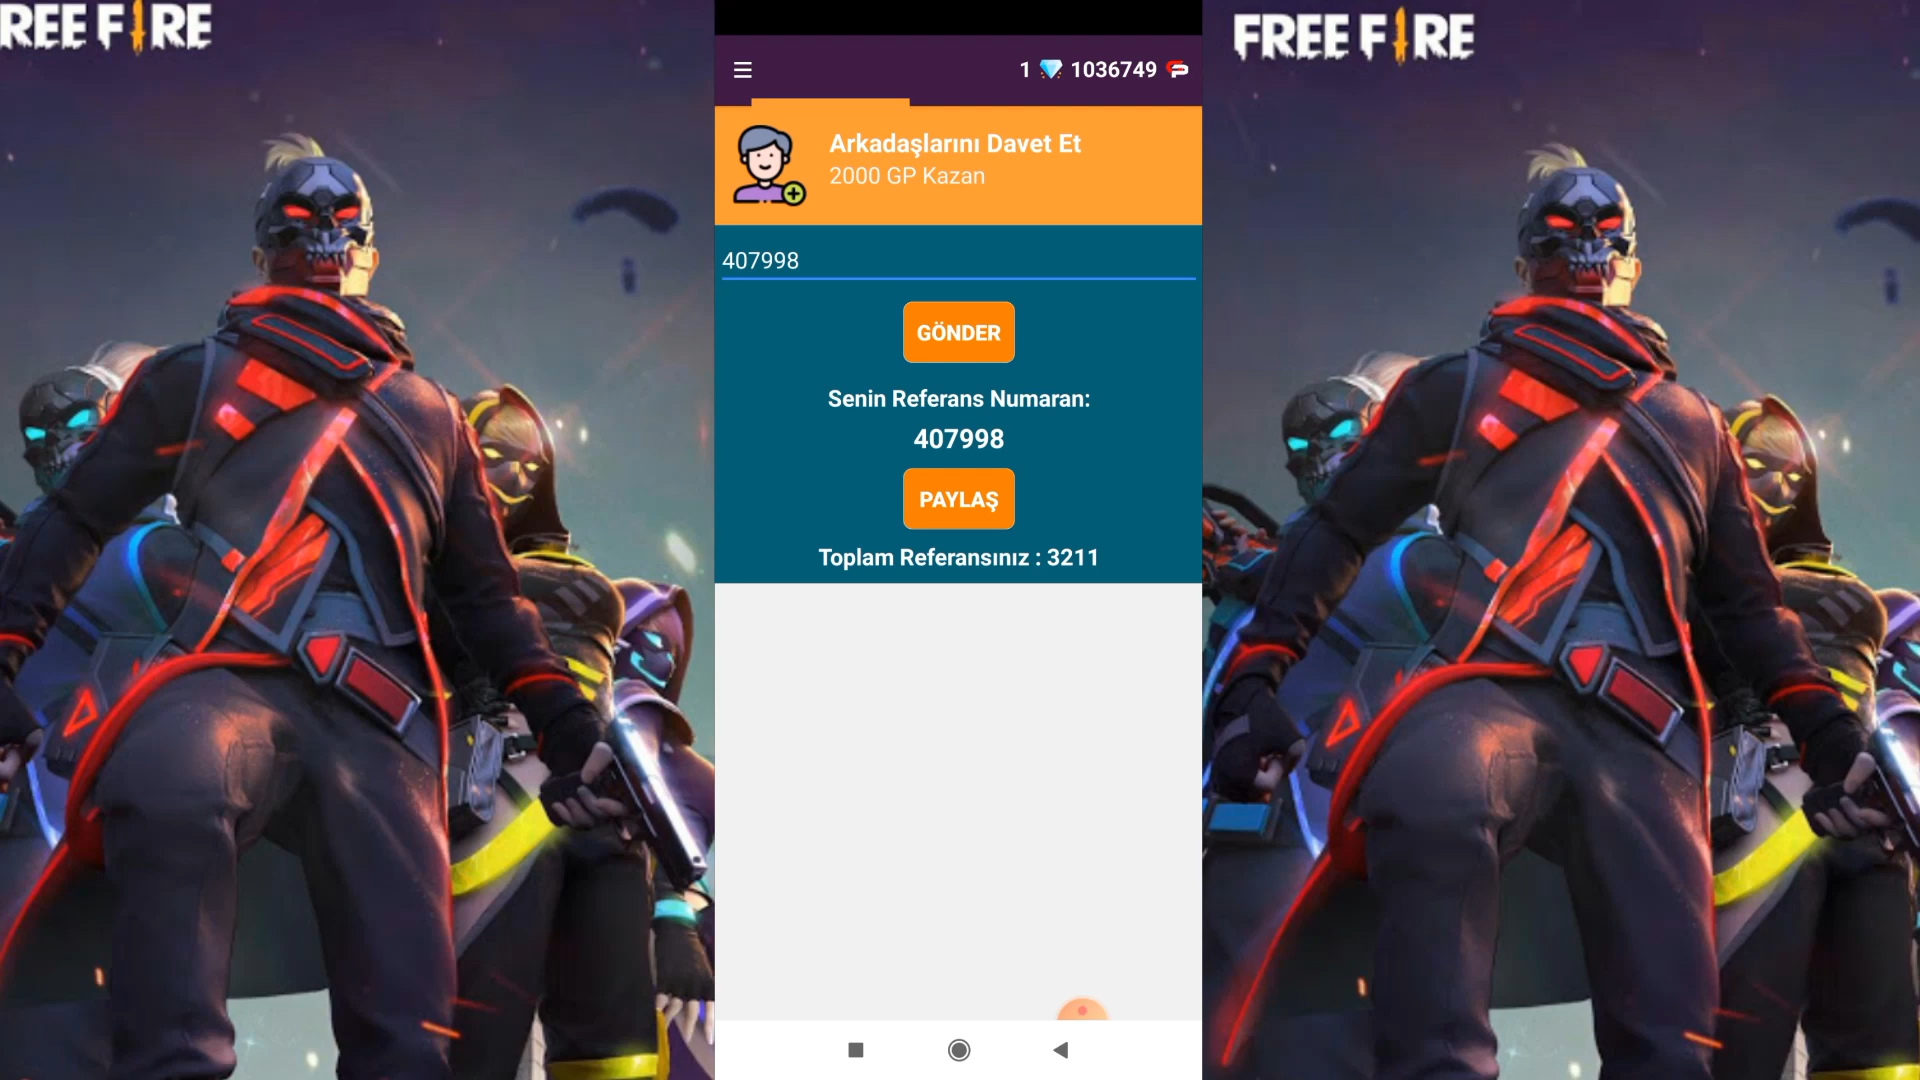 REE FIRE
FREE FIRE
1 1036749
Arkadaşlarını Davet Et
2000 GP Kazan
407998
GÖNDER
Senin Referans Numaran:
407998
PAYLAŞ
Toplam Referansınız : 3211